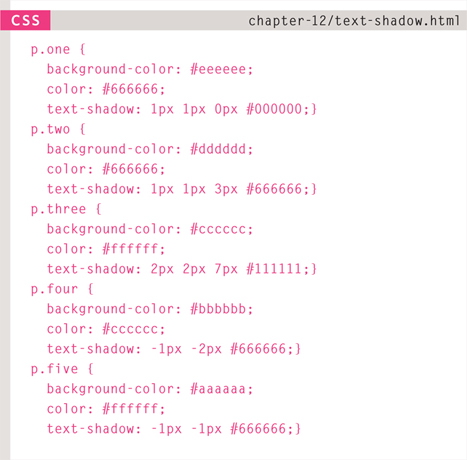 CSS chapter-12/text-shadow.html
p.one {
background-color: #eeeeee;
color: #666666;
text-shadow: 1px 1px 0px #000000;}
p.two {
background-color: #dddddd;
color: #666666;
text-shadow: 1px 1px 3px #666666;}
p.three {
background-color: #cccccc;
color: #ffffff;
text-shadow: 2px 2px 7px #111111;}
p.four {
background-color: #bbbbbb;
color: #cccccc;
text-shadow: -1px -2px #666666;}
p.five {
background-color: #aaaaaa;
color: #ffffff;
text-shadow: -1px -1px #666666;}